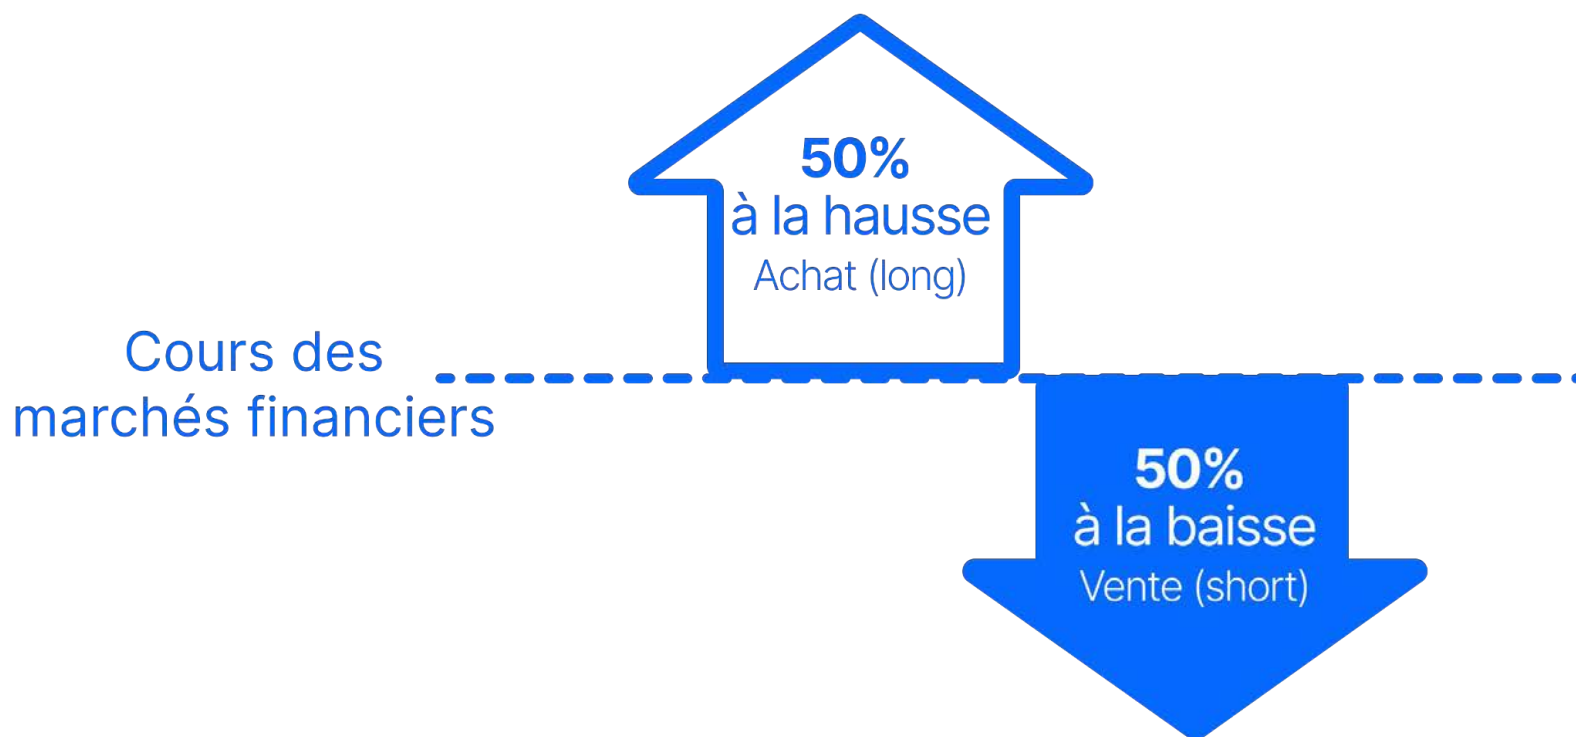 50%
à la hausse
Achat (long)
Cours des
marchés financiers
50%
à la baisse
Vente (short)